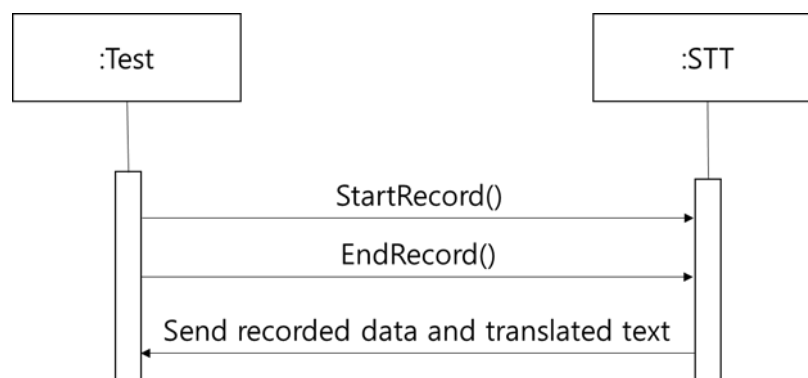 :Test
:STT
StartRecord()
EndRecord()
Send recorded data and translated text